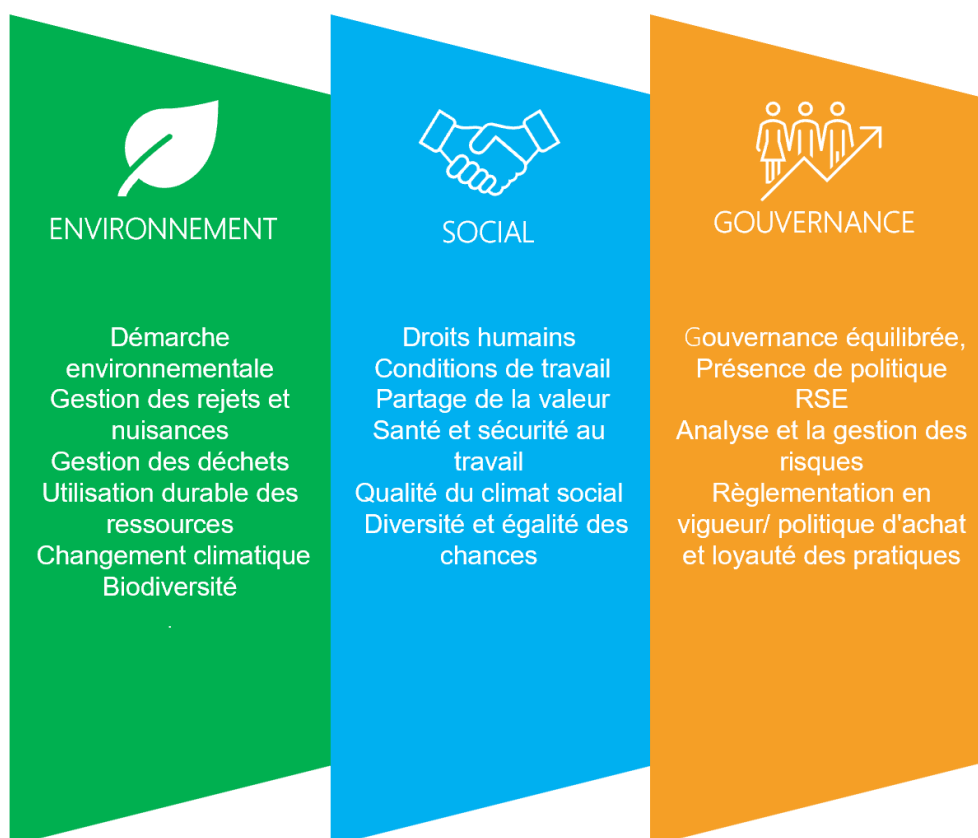 ENVIRONNEMENT
Démarche
environnementale
Gestion des rejets et
nuisances
Gestion des déchets
Utilisation durable des
ressources
Changement climatique
Biodiversité
.
SOCIAL
Droits humains
Conditions de travail
Partage de la valeur
Santé et sécurité au
travail
Qualité du climat social
Diversité et égalité des
chances
GOUVERNANCE
Gouvernance équilibrée,
Présence de politique
RSE
Analyse et la gestion des
risques
Règlementation en
vigueur/ politique d'achat
et loyauté des pratiques